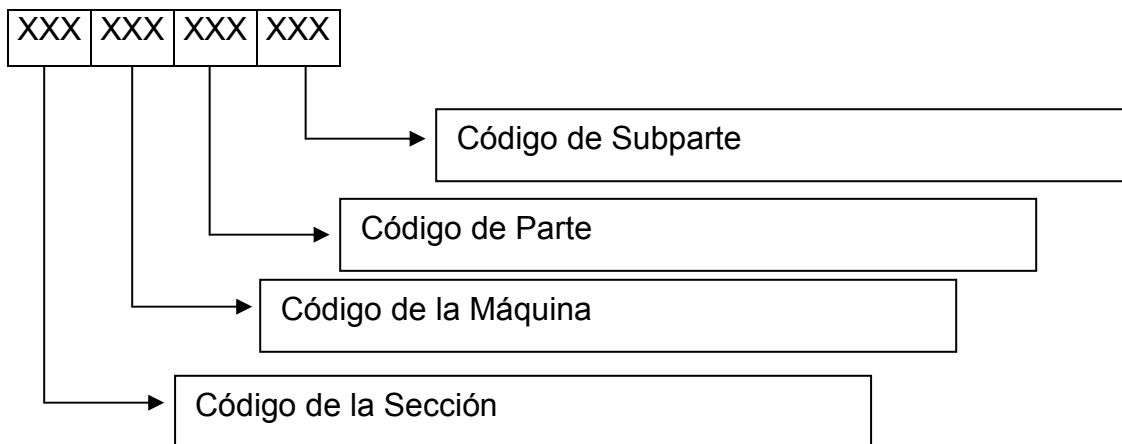 XXX XXX XXX XXX
Código de Subparte
Código de Parte
Código de la Máquina
Código de la Sección